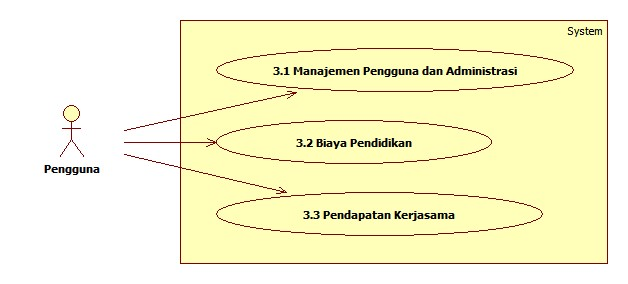 System
3.1 Manajemen Pengguna dan Administrasi
3.2 Biaya Pendidikan
Pengguna
3.3 Pendapatan Kerjasama